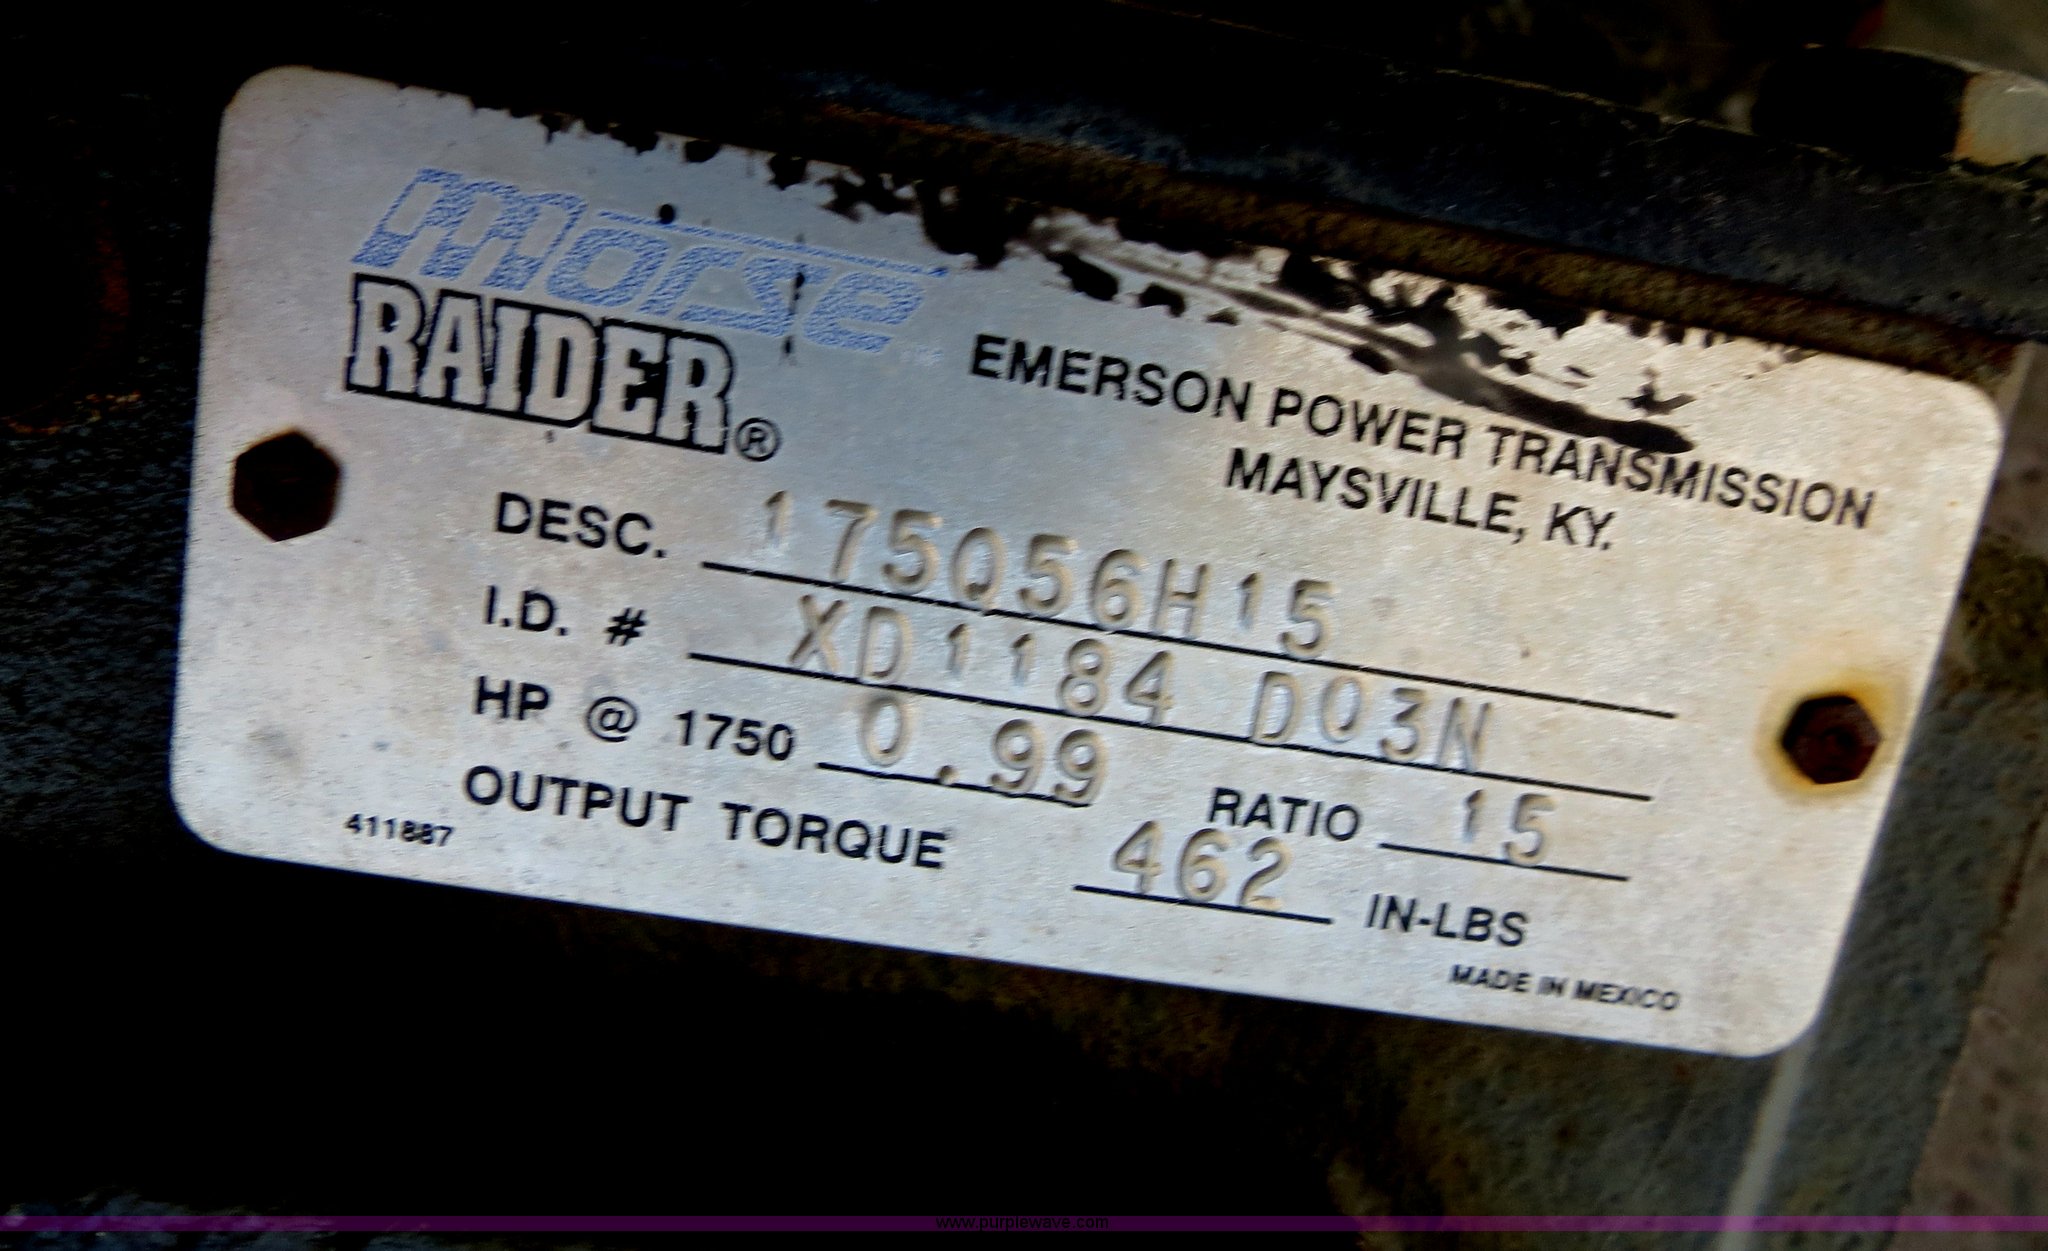 morse™
RAIDER®
EMERSON POWER TRANSMISSION
MAYSVILLE, KY.
DESC. 175Q56H15
I.D. # XD1184 D03N
HP @ 1750 0.99 RATIO 15
OUTPUT TORQUE 462 IN-LBS
411887
MADE IN MEXICO
www.purplewave.com